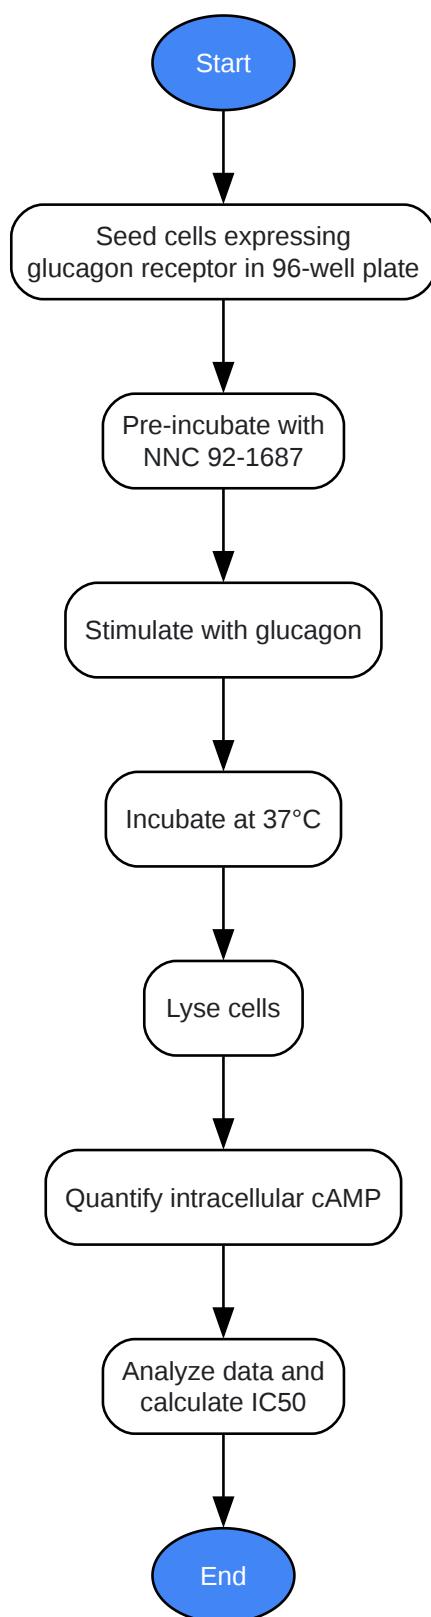 Start
Seed cells expressing
glucagon receptor in 96-well plate
Pre-incubate with
NNC 92-1687
Stimulate with glucagon
Incubate at 37°C
Lyse cells
Quantify intracellular cAMP
Analyze data and
calculate IC50
End